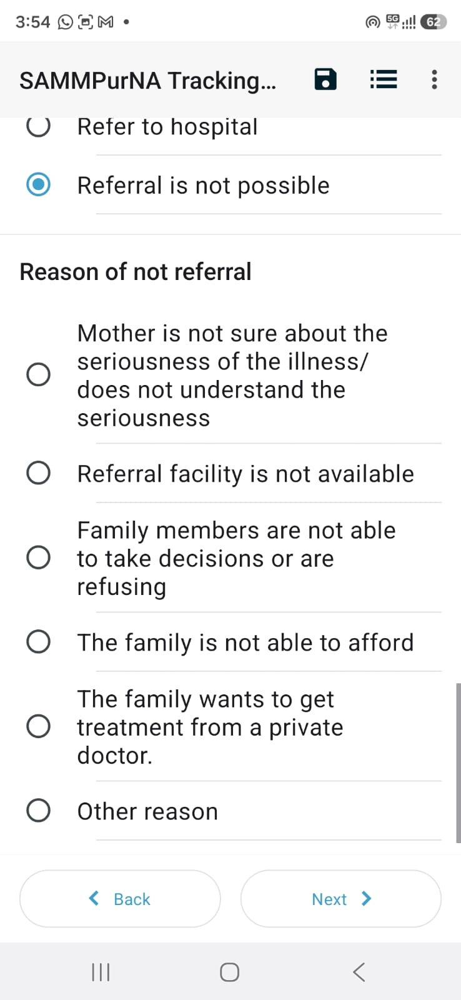 3:54
5G
62
SAMMPurNA Tracking...
Refer to hospital
Referral is not possible
Reason of not referral
Mother is not sure about the
seriousness of the illness/
does not understand the
seriousness
Referral facility is not available
Family members are not able
to take decisions or are
refusing
The family is not able to afford
The family wants to get
treatment from a private
doctor.
Other reason
Back
Next